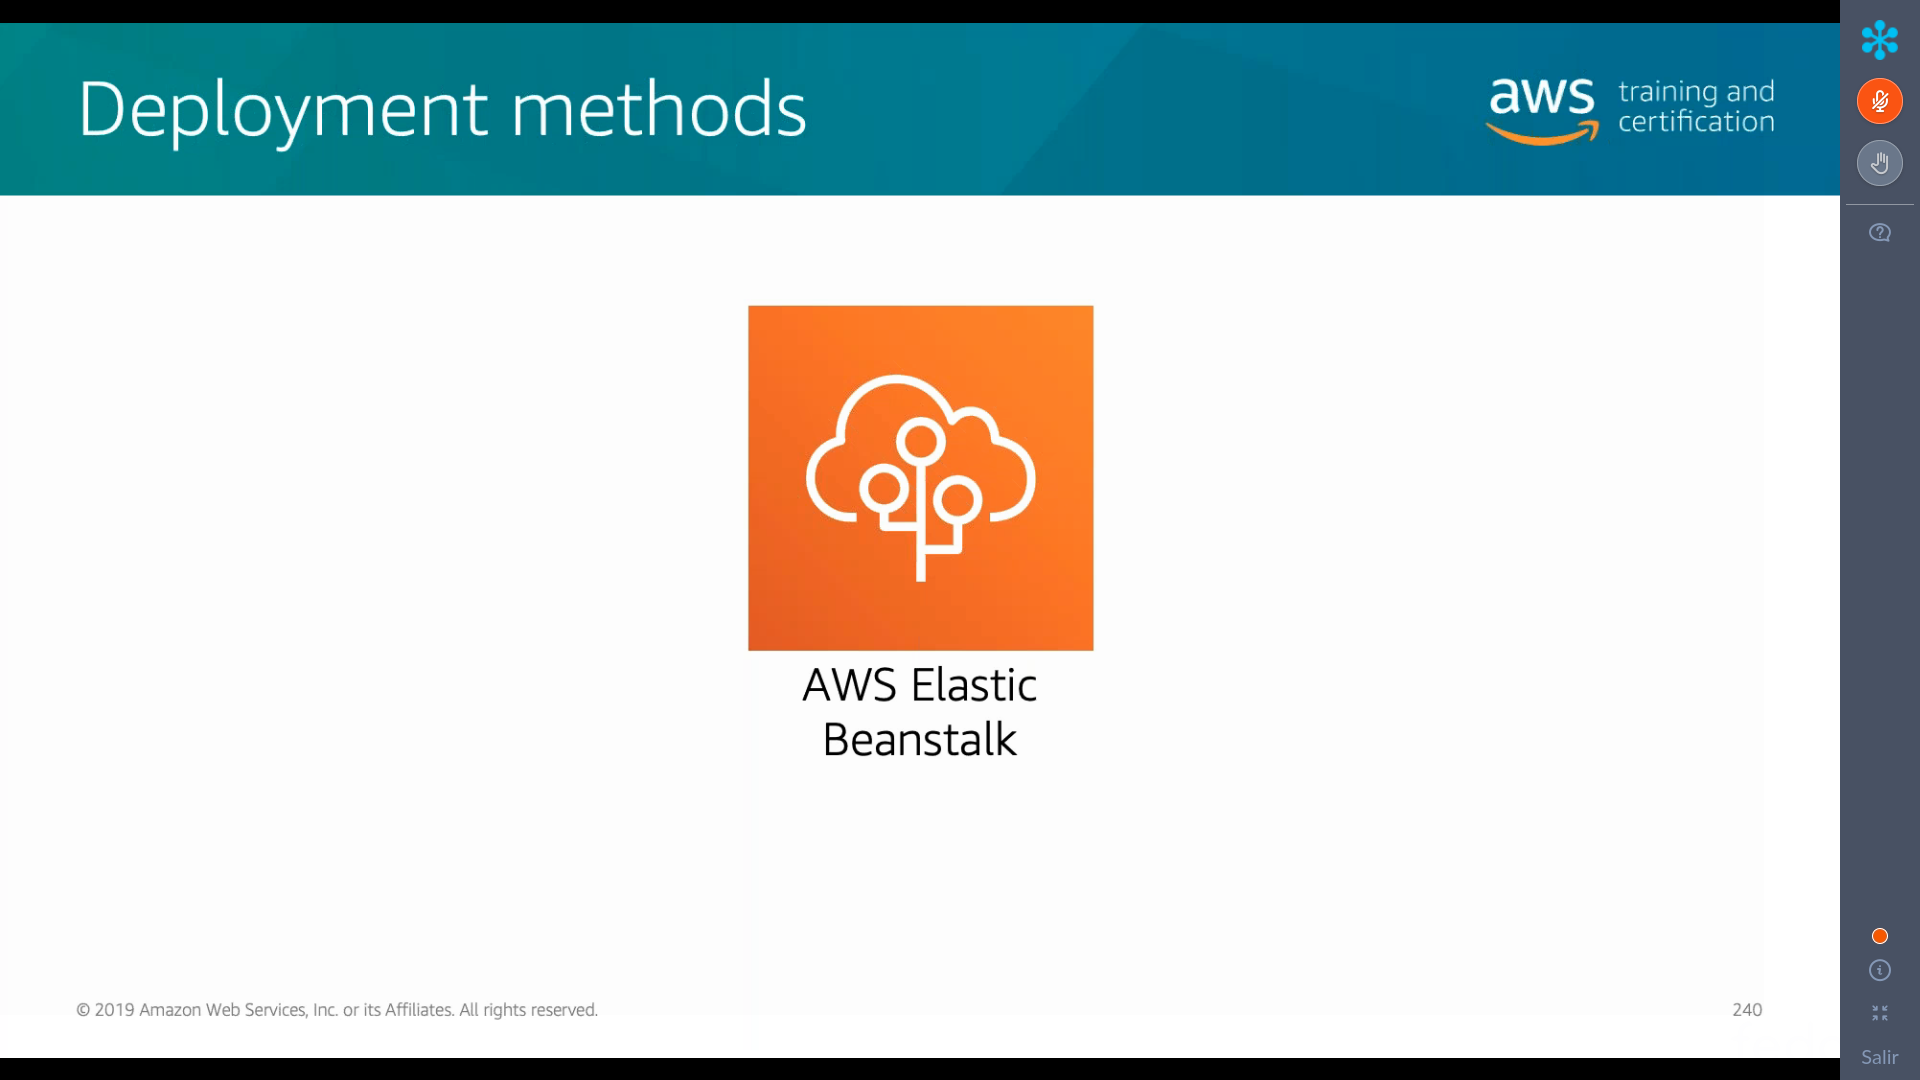 Deployment methods
aws training and
certification
AWS Elastic
Beanstalk
© 2019 Amazon Web Services, Inc. or its Affiliates. All rights reserved.
240
Salir